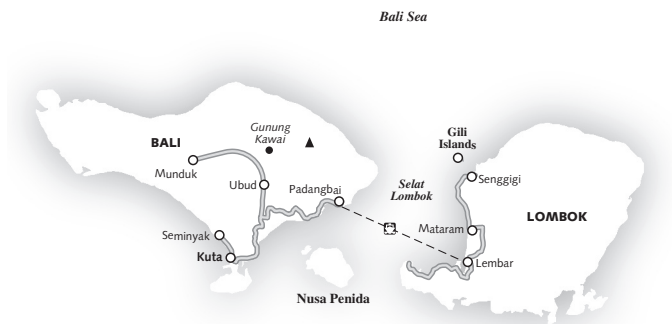 Bali Sea
BALI
Gunung
Kawai
Gili
Islands
Munduk
Ubud
Padangbai
Selat
Lombok
Senggigi
LOMBOK
Seminyak
Mataram
Kuta
Lembar
Nusa Penida